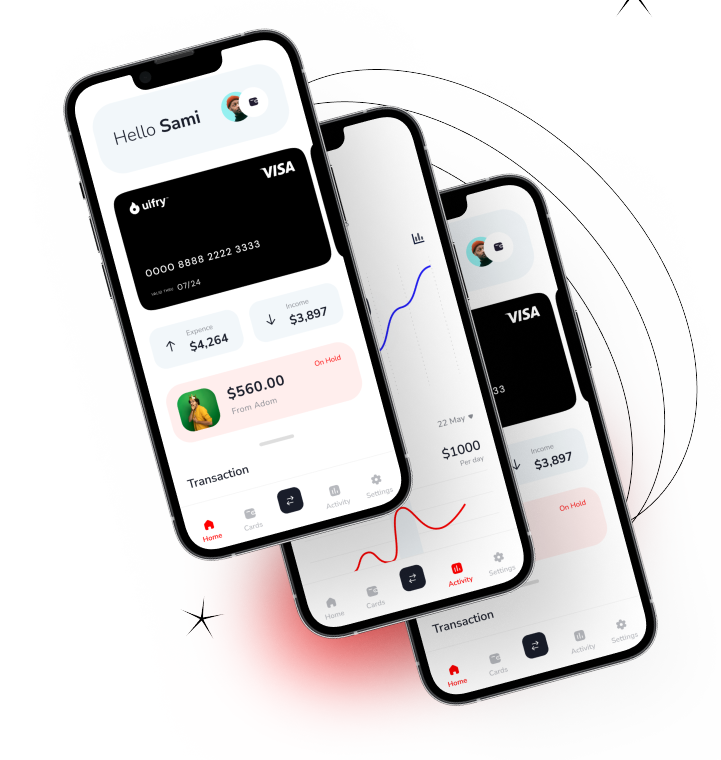 Hello Sami
VISA
uifry
0000 8888 2222 3333
VALID THRU 07/24
Expence
$4,264
Income
$3,897
On Hold
$560.00
From Adom
Transaction
Home
Cards
Activity
Settings
22 May
$1000
Per day
Home
Cards
Activity
Settings
VISA
33
Income
$3,897
On Hold
Transaction
Home
Cards
Activity
Settings